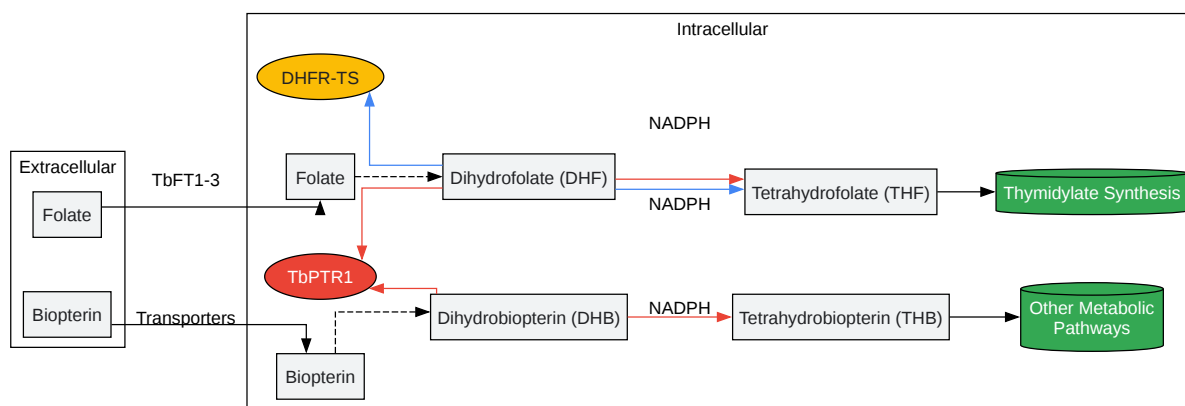 Intracellular
DHFR-TS
NADPH
Extracellular
TbFT1-3
Folate
Folate
Dihydrofolate (DHF)
NADPH
Tetrahydrofolate (THF)
Thymidylate Synthesis
TbPTR1
Biopterin
Transporters
Biopterin
Dihydrobiopterin (DHB)
NADPH
Tetrahydrobiopterin (THB)
Other Metabolic
Pathways